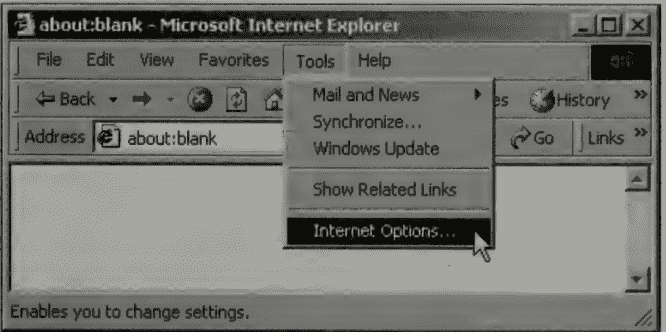 about:blank - Microsoft Internet Explorer
File Edit View Favorites Tools Help
Back es History »
Address about:blank Go Links »
Mail and News
Synchronize...
Windows Update
Show Related Links
Internet Options...
Enables you to change settings.